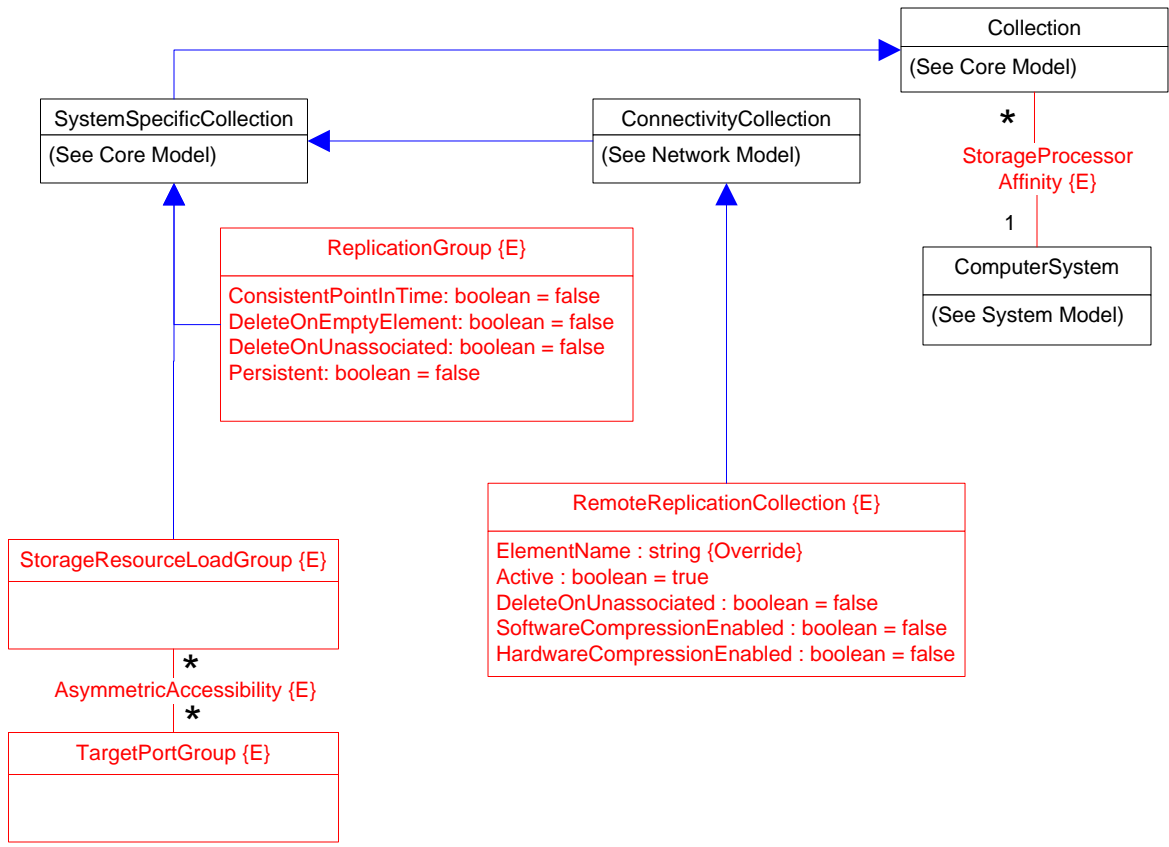 Collection
(See Core Model)
*
StorageProcessor
Affinity {E}
1
ComputerSystem
(See System Model)
SystemSpecificCollection
(See Core Model)
ConnectivityCollection
(See Network Model)
ReplicationGroup {E}
ConsistentPointInTime: boolean = false
DeleteOnEmptyElement: boolean = false
DeleteOnUnassociated: boolean = false
Persistent: boolean = false
RemoteReplicationCollection {E}
ElementName : string {Override}
Active : boolean = true
DeleteOnUnassociated : boolean = false
SoftwareCompressionEnabled : boolean = false
HardwareCompressionEnabled : boolean = false
StorageResourceLoadGroup {E}
*
AsymmetricAccessibility {E}
*
TargetPortGroup {E}